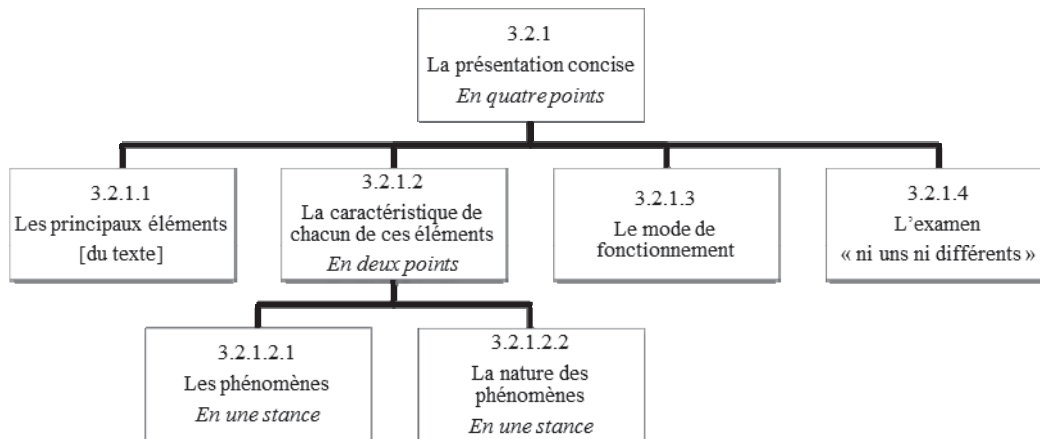 3.2.1
La présentation concise
En quatre points
3.2.1.1
Les principaux éléments
[du texte]
3.2.1.2
La caractéristique de
chacun de ces éléments
En deux points
3.2.1.3
Le mode de
fonctionnement
3.2.1.4
L’examen
« ni uns ni différents »
3.2.1.2.1
Les phénomènes
En une stance
3.2.1.2.2
La nature des
phénomènes
En une stance